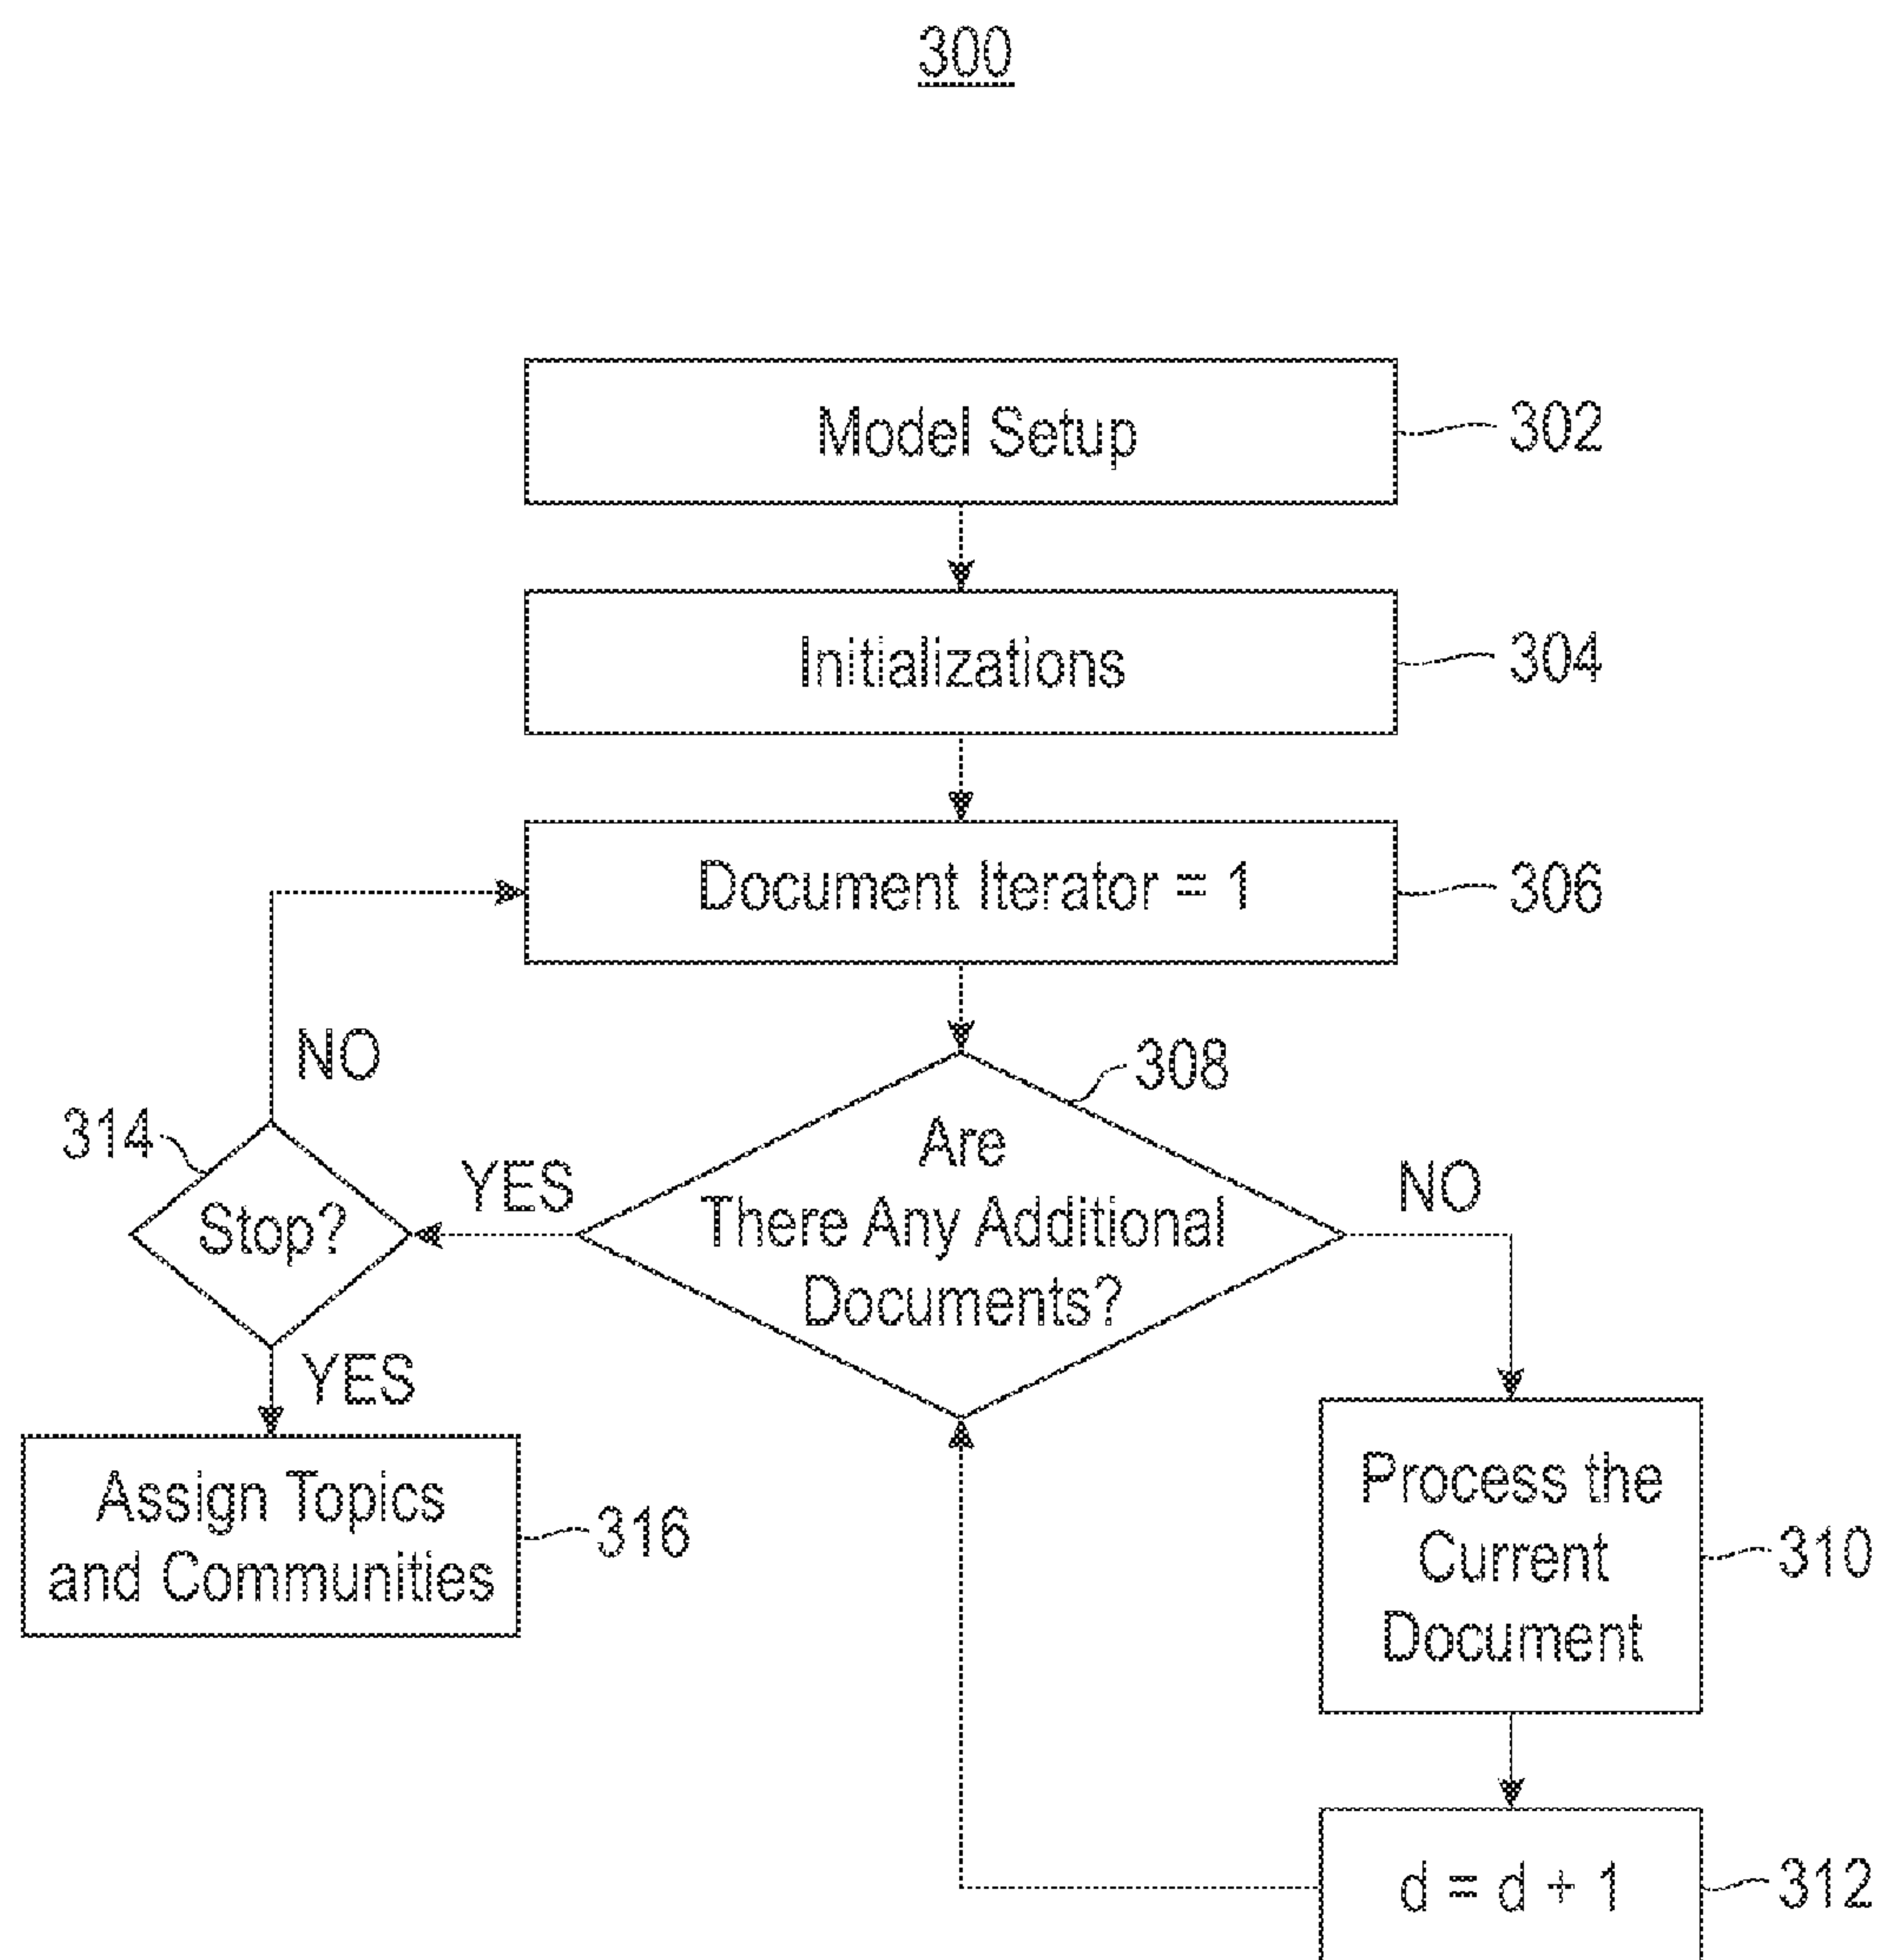 300
Model Setup
302
Initializations
304
Document Iterator = 1
306
NO
308
314
Are
There Any Additional
Documents?
YES
NO
Stop?
YES
Assign Topics
and Communities
316
Process the
Current
Document
310
d = d + 1
312